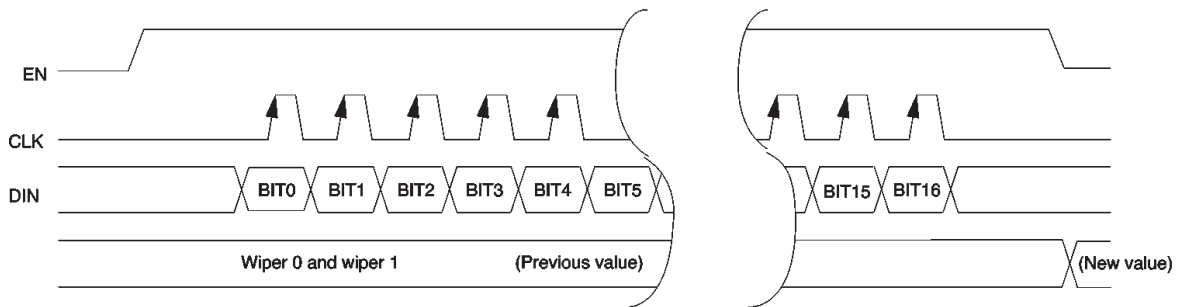 EN
CLK
DIN BIT0 BIT1 BIT2 BIT3 BIT4 BIT5 BIT15 BIT16
Wiper 0 and wiper 1 (Previous value) (New value)